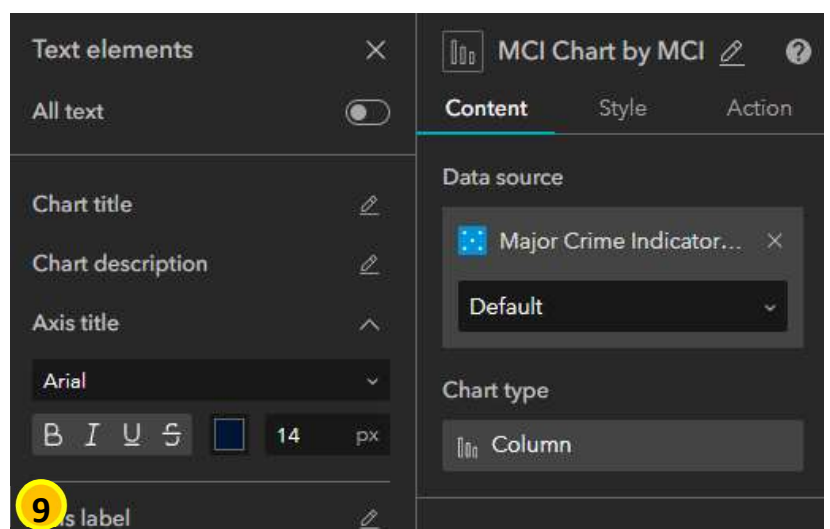 Text elements
All text
Chart title
Chart description
Axis title
Arial
B I U S 14 px
9
label
MCI Chart by MCI ?
Content Style Action
Data source
Major Crime Indicator...
Default
Chart type
Column